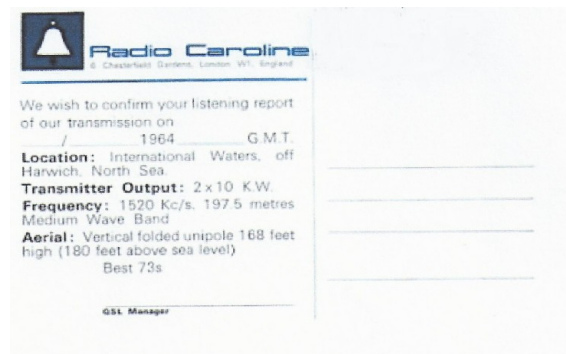 Radio Caroline
6 Chesterfield Gardens, London W1, England
We wish to confirm your listening report
of our transmission on
/ 1964 G.M.T.
Location: International Waters, off
Harwich, North Sea.
Transmitter Output: 2x10 K.W.
Frequency: 1520 Kc/s. 197.5 metres
Medium Wave Band
Aerial: Vertical folded unipole 168 feet
high (180 feet above sea level)
Best 73s
QSL Manager